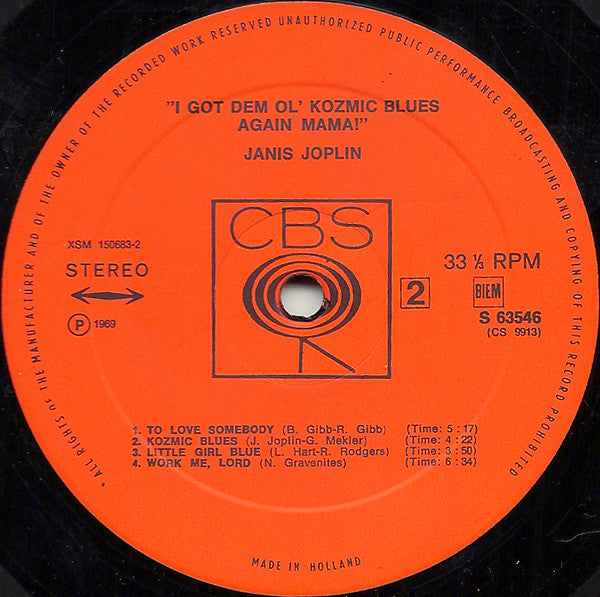 • ALL RIGHTS OF THE MANUFACTURER AND OF THE OWNER OF THE RECORDED WORK RESERVED UNAUTHORIZED PUBLIC PERFORMANCE BROADCASTING AND COPYING OF THIS RECORD PROHIBITED
"I GOT DEM OL' KOZMIC BLUES
AGAIN MAMA!"
JANIS JOPLIN
CBS
XSM 150683-2
STEREO
℗ 1969
2
33 ⅓ RPM
BIEM
S 63546
(CS 9913)
1. TO LOVE SOMEBODY (B. Gibb-R. Gibb) (Time: 5 : 17)
2. KOZMIC BLUES (J. Joplin-G. Mekler) (Time: 4 : 22)
3. LITTLE GIRL BLUE (L. Hart-R. Rodgers) (Time: 3 : 50)
4. WORK ME, LORD (N. Gravenites) (Time: 6 : 34)
MADE IN HOLLAND